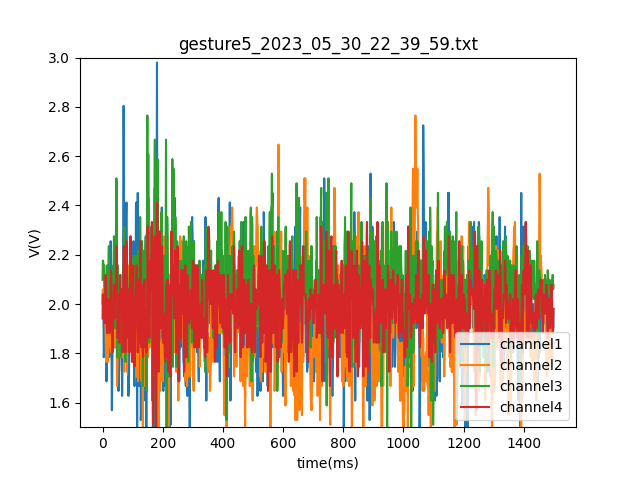 gesture5_2023_05_30_22_39_59.txt
3.0
2.8
2.6
2.4
2.2
2.0
1.8
1.6
V(V)
channel1
channel2
channel3
channel4
0 200 400 600 800 1000 1200 1400
time(ms)